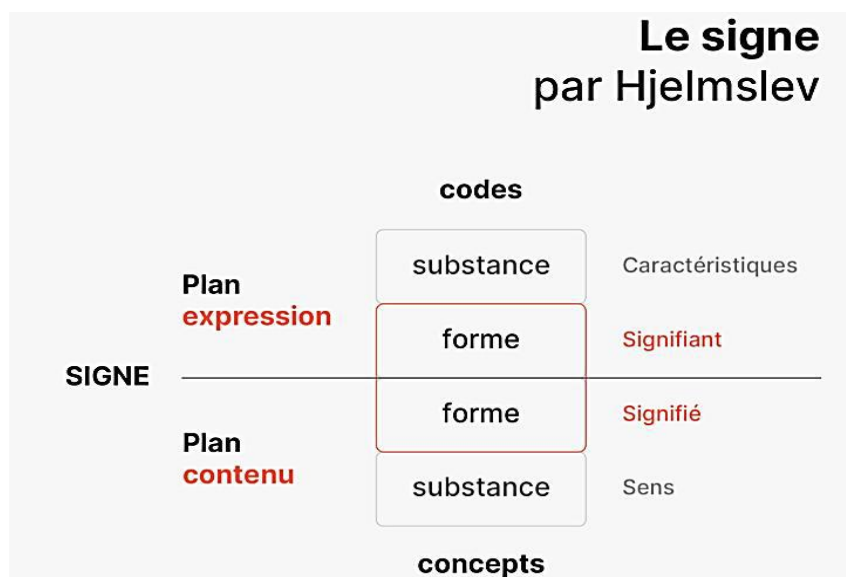 Le signe
par Hjelmslev
codes
substance
Caractéristiques
Plan
expression
forme
Signifiant
SIGNE
forme
Signifié
Plan
contenu
substance
Sens
concepts